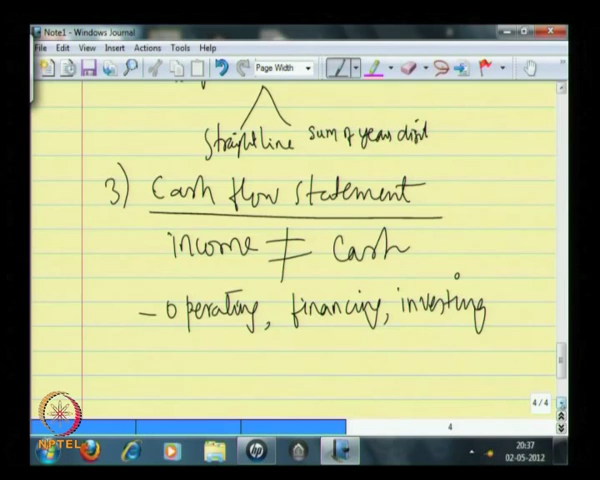 Note1 - Windows Journal
File Edit View Insert Actions Tools Help
Page Width
straight line sum of years digit
3) Cash flow statement
income ≠ cash
- operating, financing, investing
4/4
4
NPTEL
hp
20:37
02-05-2012